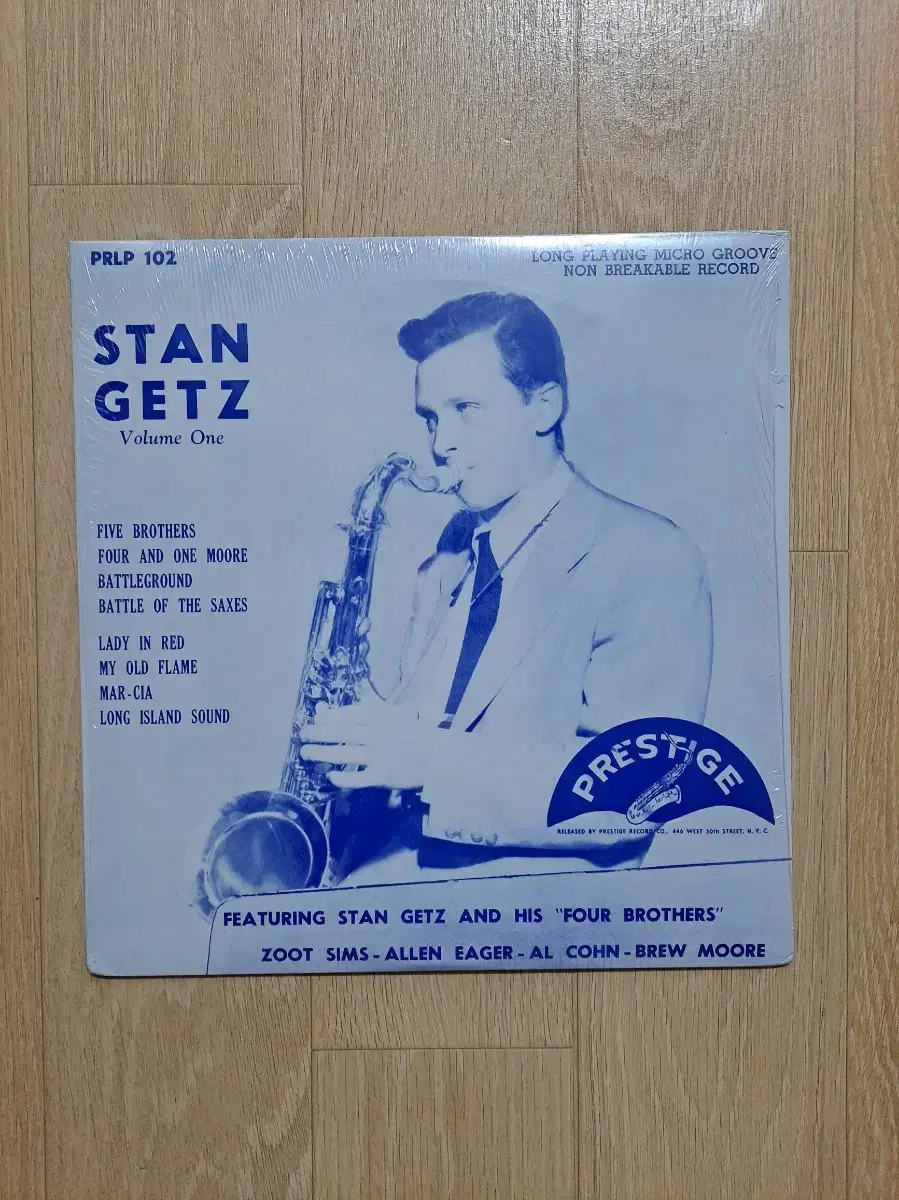 PRLP 102
LONG PLAYING MICRO GROOVE
NON BREAKABLE RECORD
STAN
GETZ
Volume One
FIVE BROTHERS
FOUR AND ONE MOORE
BATTLEGROUND
BATTLE OF THE SAXES
LADY IN RED
MY OLD FLAME
MAR-CIA
LONG ISLAND SOUND
PRESTIGE
RELEASED BY PRESTIGE RECORD CO., 446 WEST 50th STREET, N. Y. C.
FEATURING STAN GETZ AND HIS "FOUR BROTHERS"
ZOOT SIMS - ALLEN EAGER - AL COHN - BREW MOORE